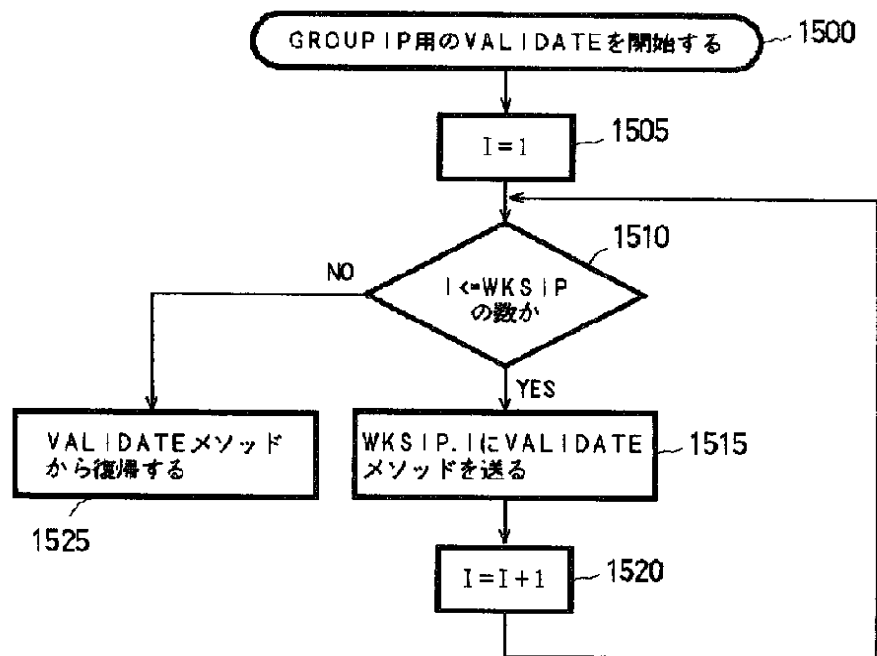 GROUPIP用のVALIDATEを開始する
1500
I=1
1505
I<=WKSIP
の数か
1510
NO
YES
VALIDATEメソッド
から復帰する
1525
WKSIP.IにVALIDATE
メソッドを送る
1515
I=I+1
1520